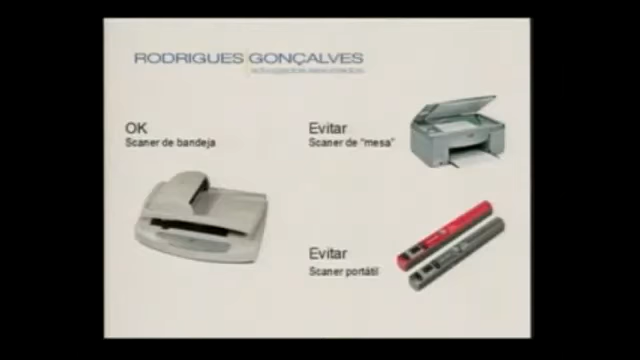 RODRIGUES GONÇALVES
OK
Scaner de bandeja
Evitar
Scaner de "mesa"
Evitar
Scaner portátil